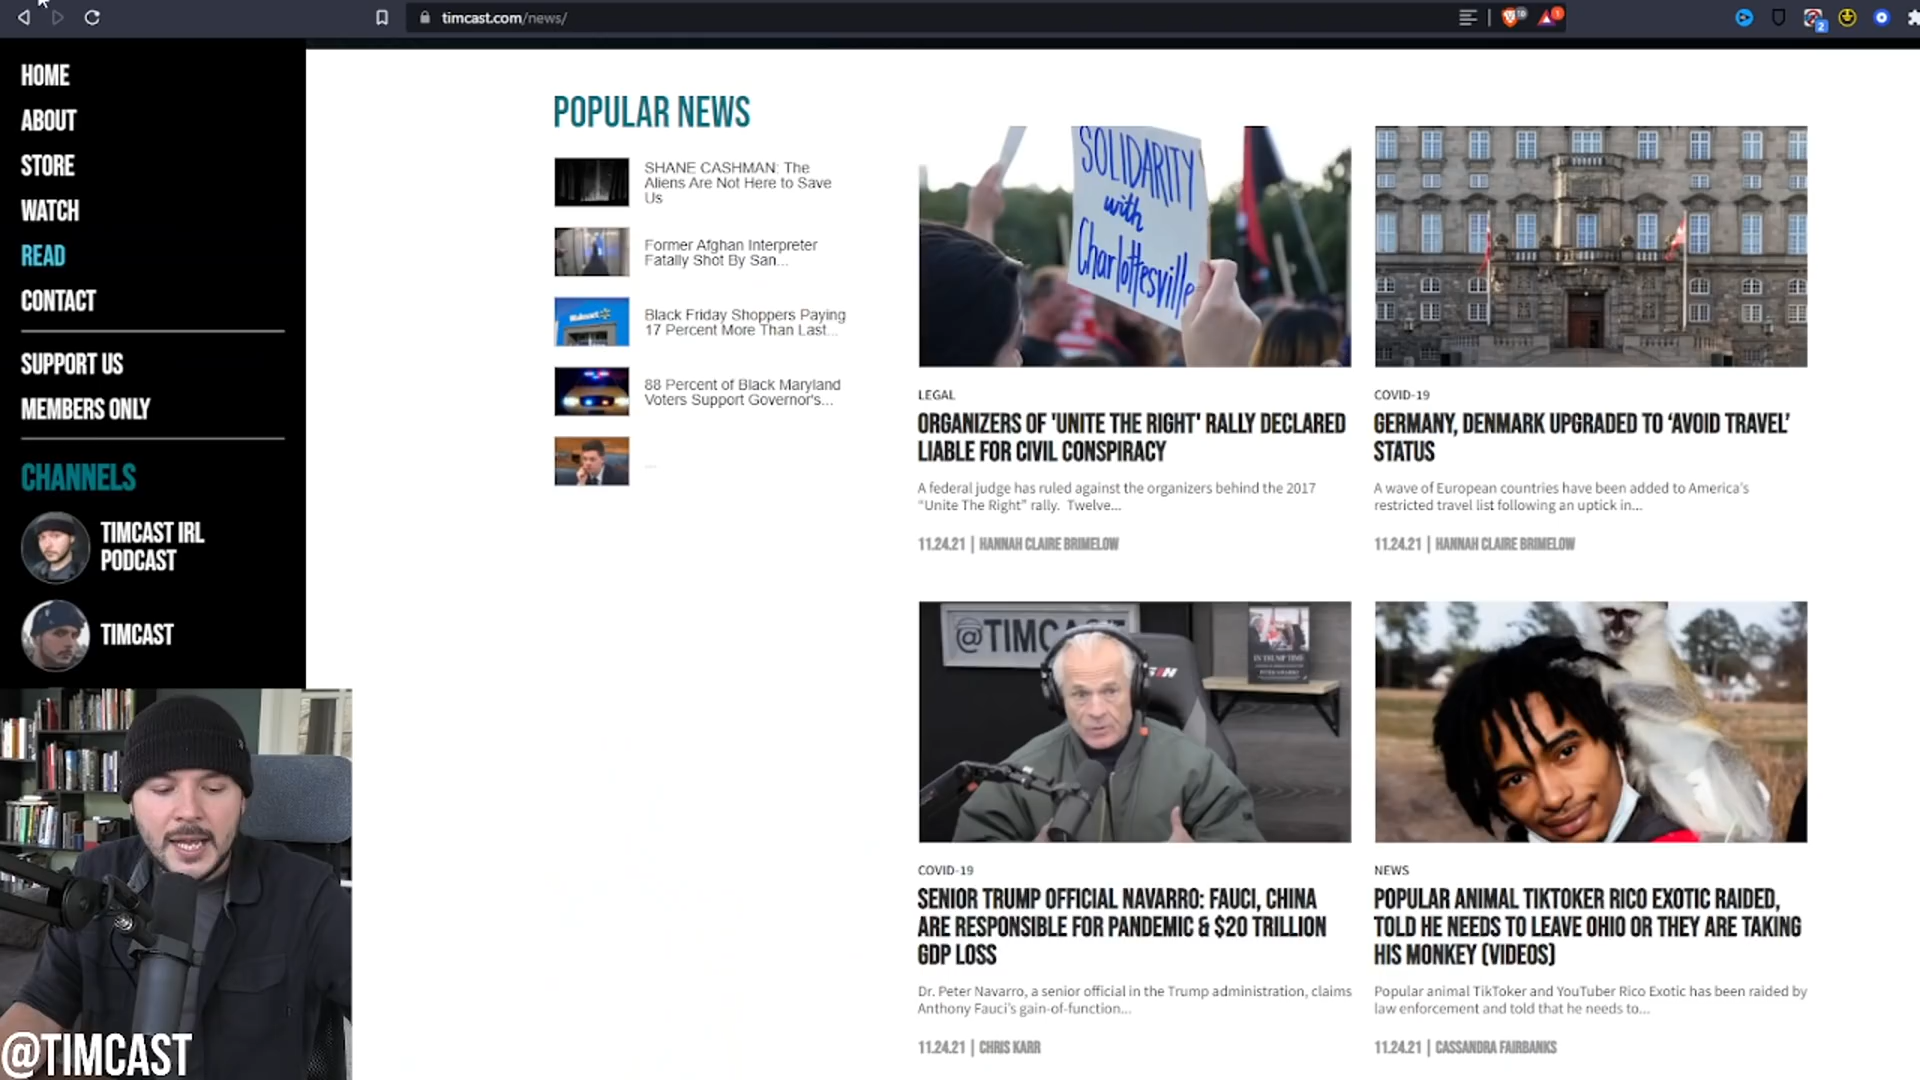 timcast.com/news/
HOME
ABOUT
STORE
WATCH
READ
CONTACT
SUPPORT US
MEMBERS ONLY
CHANNELS
TIMCAST IRL
PODCAST
TIMCAST
@TIMCAST
POPULAR NEWS
SHANE CASHMAN: The
Aliens Are Not Here to Save
Us
Former Afghan Interpreter
Fatally Shot By San...
Black Friday Shoppers Paying
17 Percent More Than Last...
88 Percent of Black Maryland
Voters Support Governor's...
...
SOLIDARITY
with
Charlottesville
LEGAL
ORGANIZERS OF 'UNITE THE RIGHT' RALLY DECLARED
LIABLE FOR CIVIL CONSPIRACY
A federal judge has ruled against the organizers behind the 2017
“Unite The Right” rally. Twelve...
11.24.21 | HANNAH CLAIRE BRIMELOW
COVID-19
GERMANY, DENMARK UPGRADED TO ‘AVOID TRAVEL’
STATUS
A wave of European countries have been added to America’s
restricted travel list following an uptick in...
11.24.21 | HANNAH CLAIRE BRIMELOW
@TIMCAST
IN TRUMP TIME
COVID-19
SENIOR TRUMP OFFICIAL NAVARRO: FAUCI, CHINA
ARE RESPONSIBLE FOR PANDEMIC & $20 TRILLION
GDP LOSS
Dr. Peter Navarro, a senior official in the Trump administration, claims
Anthony Fauci’s gain-of-function...
11.24.21 | CHRIS KARR
NEWS
POPULAR ANIMAL TIKTOKER RICO EXOTIC RAIDED,
TOLD HE NEEDS TO LEAVE OHIO OR THEY ARE TAKING
HIS MONKEY (VIDEOS)
Popular animal TikToker and YouTuber Rico Exotic has been raided by
law enforcement and told that he needs to...
11.24.21 | CASSANDRA FAIRBANKS